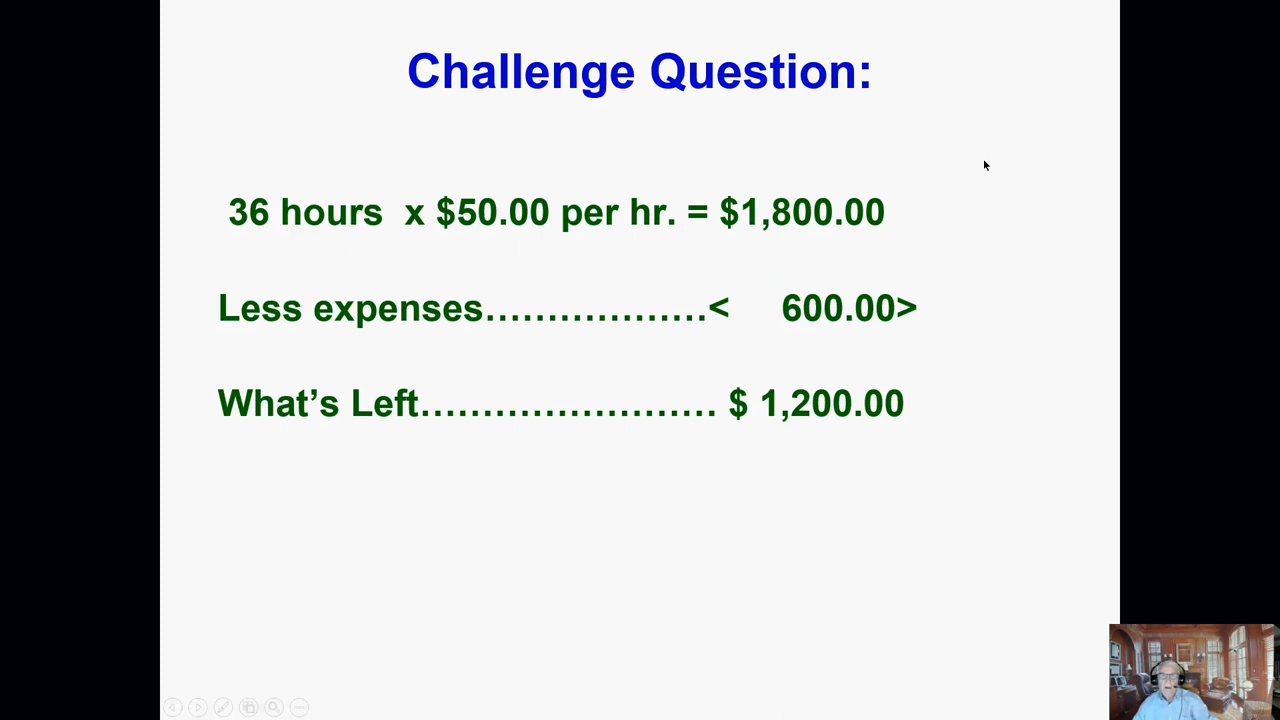 Challenge Question:
36 hours x $50.00 per hr. = $1,800.00
Less expenses………………< 600.00>
What’s Left…………………… $ 1,200.00